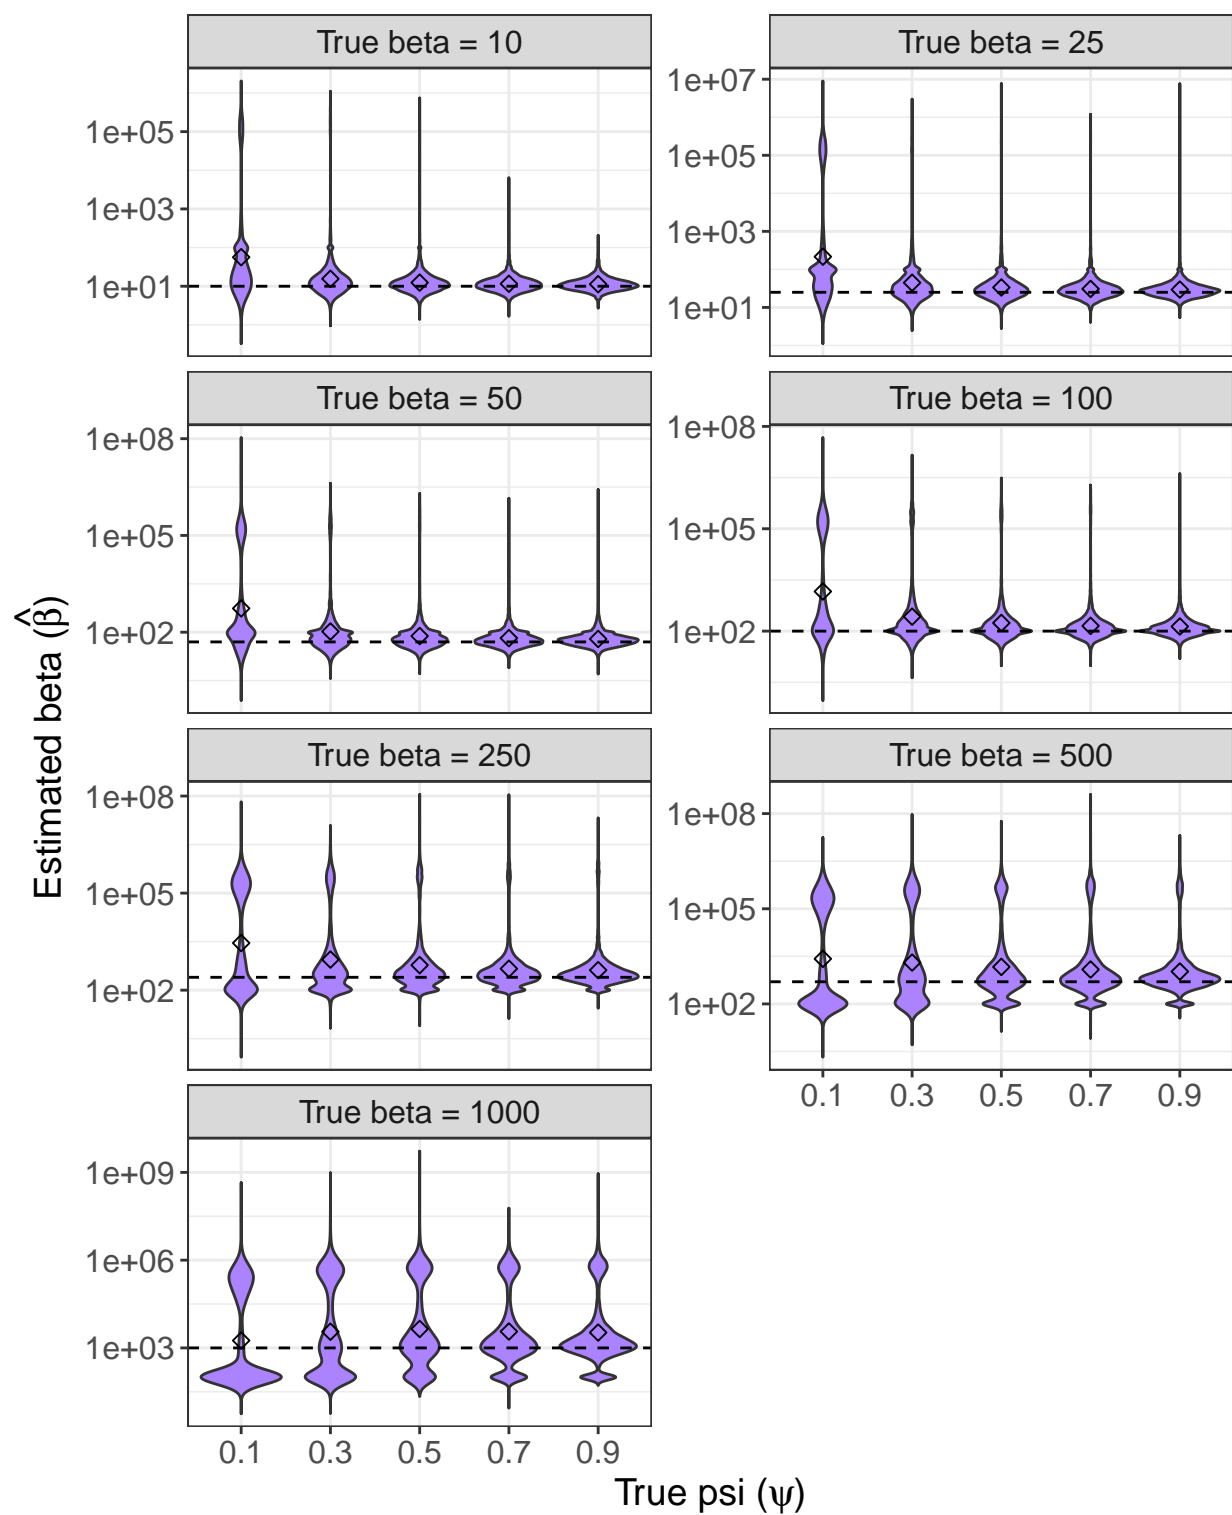 True beta = 10
True beta = 25
1e+05
1e+03
1e+01
1e+07
1e+05
1e+03
1e+01
True beta = 50
True beta = 100
1e+08
1e+05
1e+02
1e+08
1e+05
1e+02
True beta = 250
True beta = 500
1e+08
1e+05
1e+02
1e+08
1e+05
1e+02
0.1 0.3 0.5 0.7 0.9
True beta = 1000
1e+09
1e+06
1e+03
0.1 0.3 0.5 0.7 0.9
Estimated beta (β̂)
True psi (ψ)